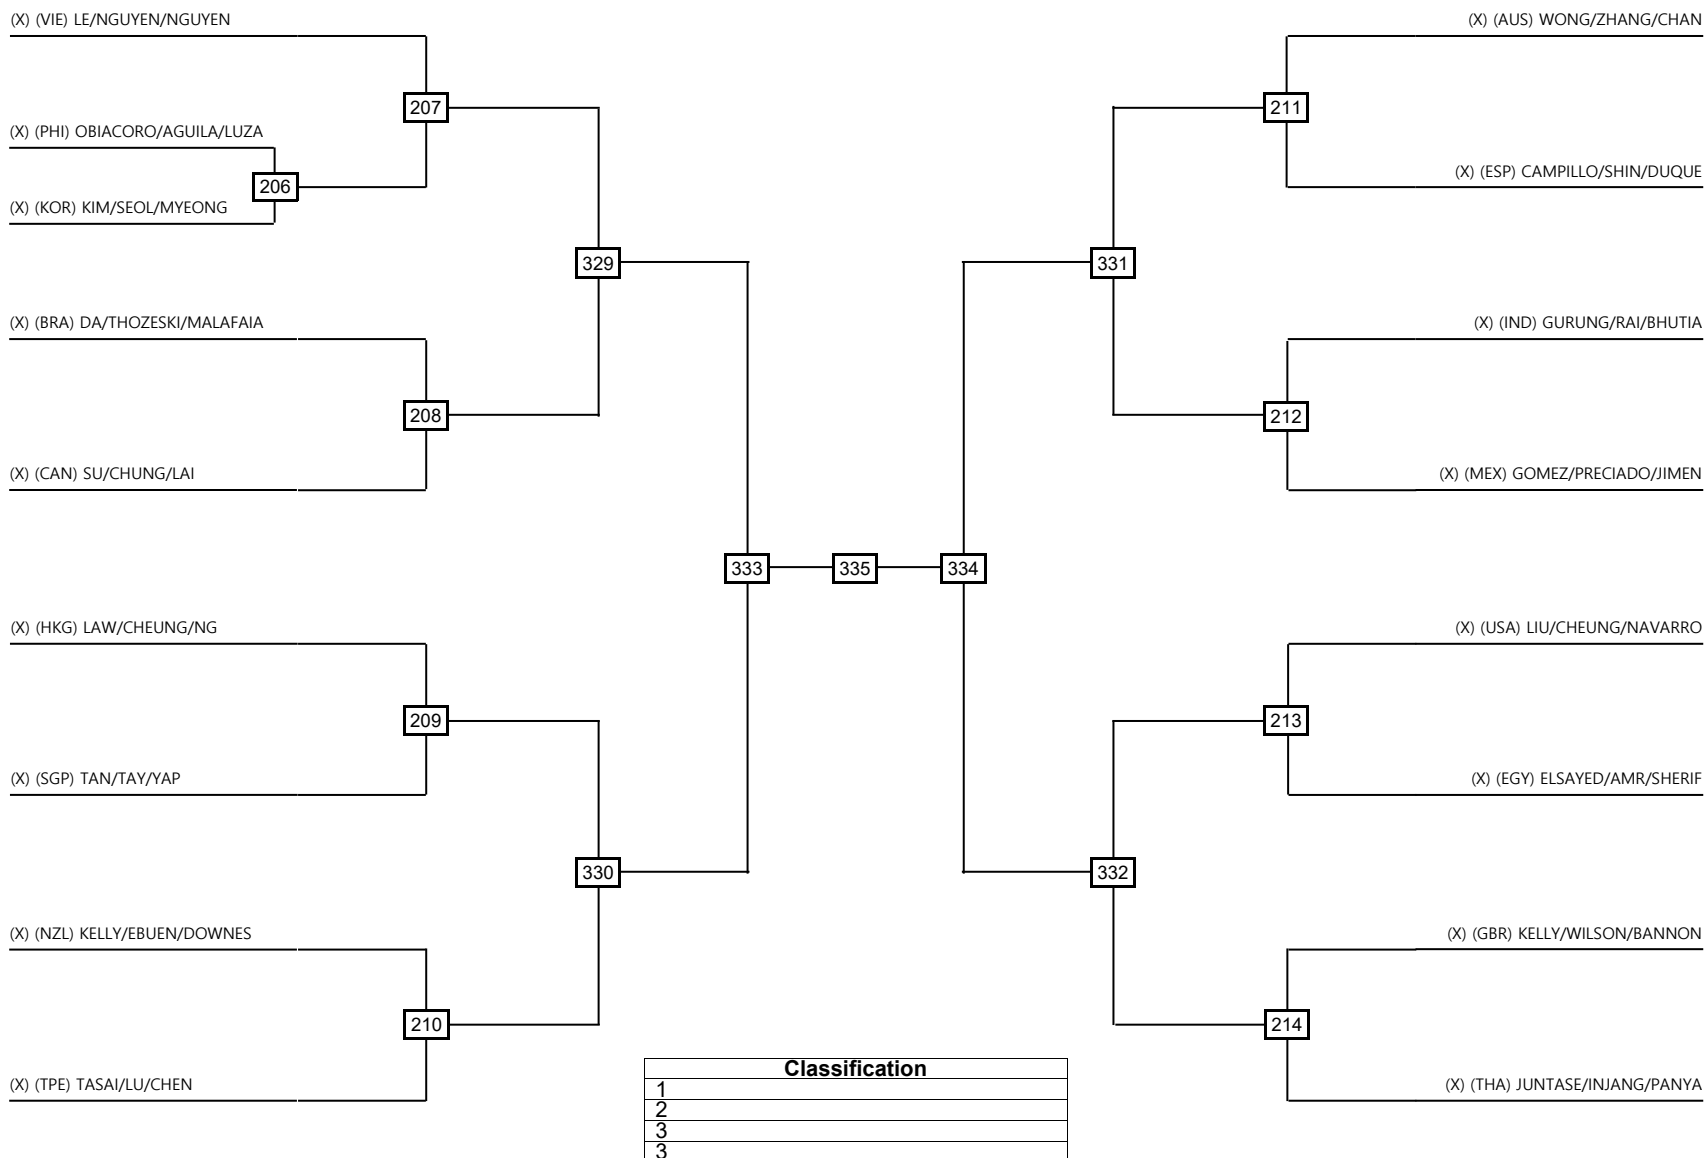 (X) (VIE) LE/NGUYEN/NGUYEN
207
(X) (PHI) OBIACORO/AGUILA/LUZA
206
(X) (KOR) KIM/SEOL/MYEONG
329
(X) (BRA) DA/THOZESKI/MALAFAIA
208
(X) (CAN) SU/CHUNG/LAI
333
335
334
(X) (HKG) LAW/CHEUNG/NG
209
(X) (SGP) TAN/TAY/YAP
330
(X) (NZL) KELLY/EBUEN/DOWNES
210
(X) (TPE) TASAI/LU/CHEN
(X) (AUS) WONG/ZHANG/CHAN
211
(X) (ESP) CAMPILLO/SHIN/DUQUE
331
(X) (IND) GURUNG/RAI/BHUTIA
212
(X) (MEX) GOMEZ/PRECIADO/JIMEN
(X) (USA) LIU/CHEUNG/NAVARRO
213
(X) (EGY) ELSAYED/AMR/SHERIF
332
(X) (GBR) KELLY/WILSON/BANNON
214
(X) (THA) JUNTASE/INJANG/PANYA
Classification
1
2
3
3